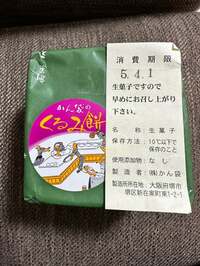 かん袋の
くるみ餅
消費期限
5.4.1
生菓子ですので
早めにお召し上がり
下さい。
名称 生菓子
保存方法 10℃以下で
保存のこと
使用添加物 なし
製造者 ㈱かん袋
製造所所在地 大阪府堺市
堺区新在家町東1-2-1